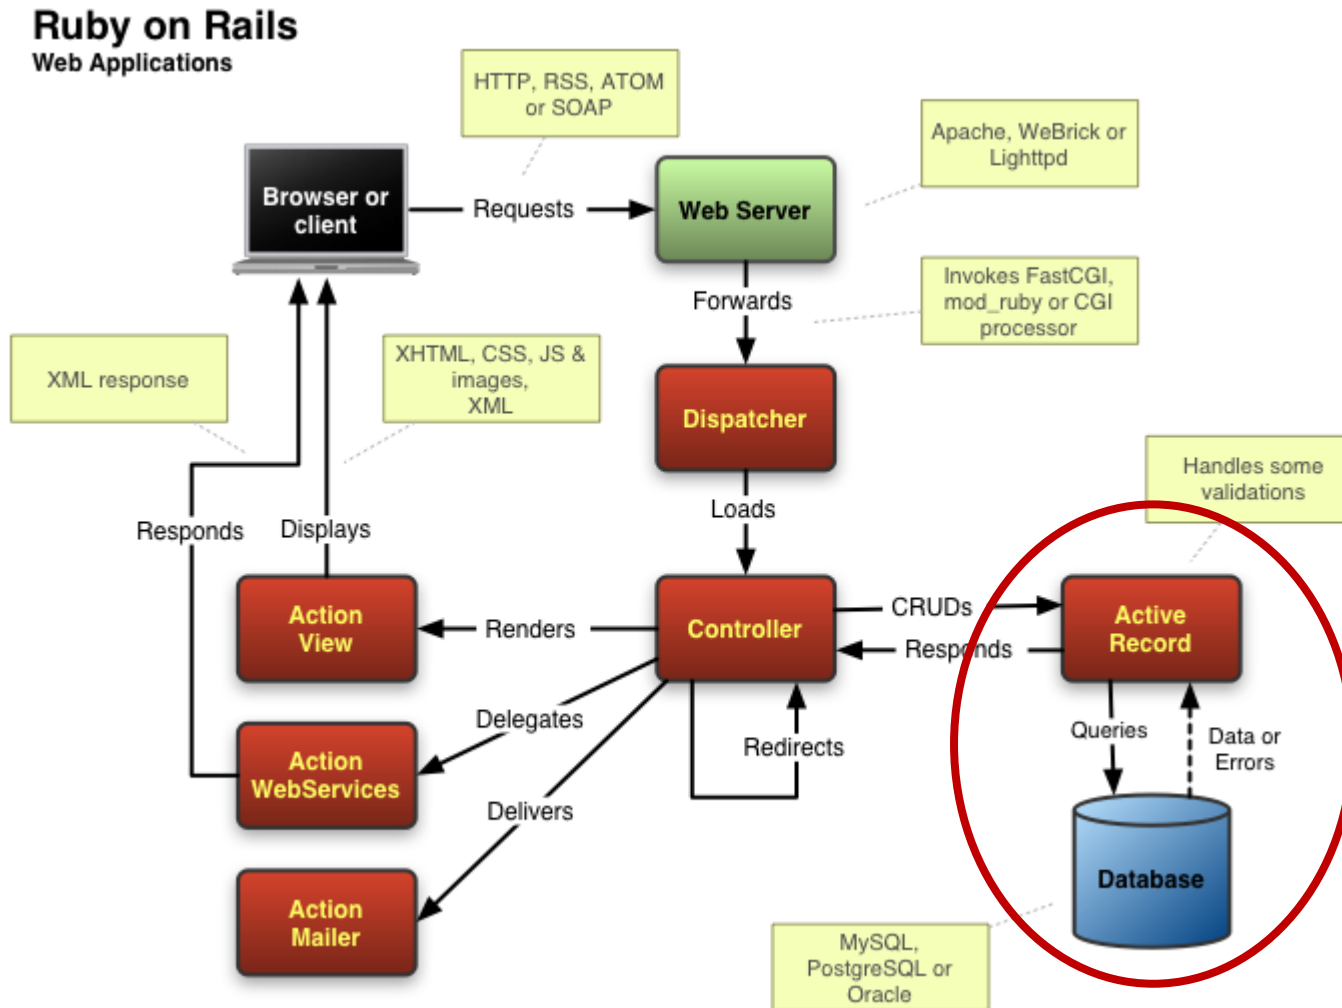 Ruby on Rails
Web Applications
HTTP, RSS, ATOM
or SOAP
Apache, WeBrick or
Lighttpd
Browser or
client
Requests
Web Server
Invokes FastCGI,
mod_ruby or CGI
processor
Forwards
XML response
XHTML, CSS, JS &
images,
XML
Dispatcher
Handles some
validations
Loads
Responds
Displays
Action
View
Renders
Controller
CRUDs
Responds
Active
Record
Delegates
Redirects
Queries
Data or
Errors
Action
WebServices
Delivers
Database
Action
Mailer
MySQL,
PostgreSQL or
Oracle